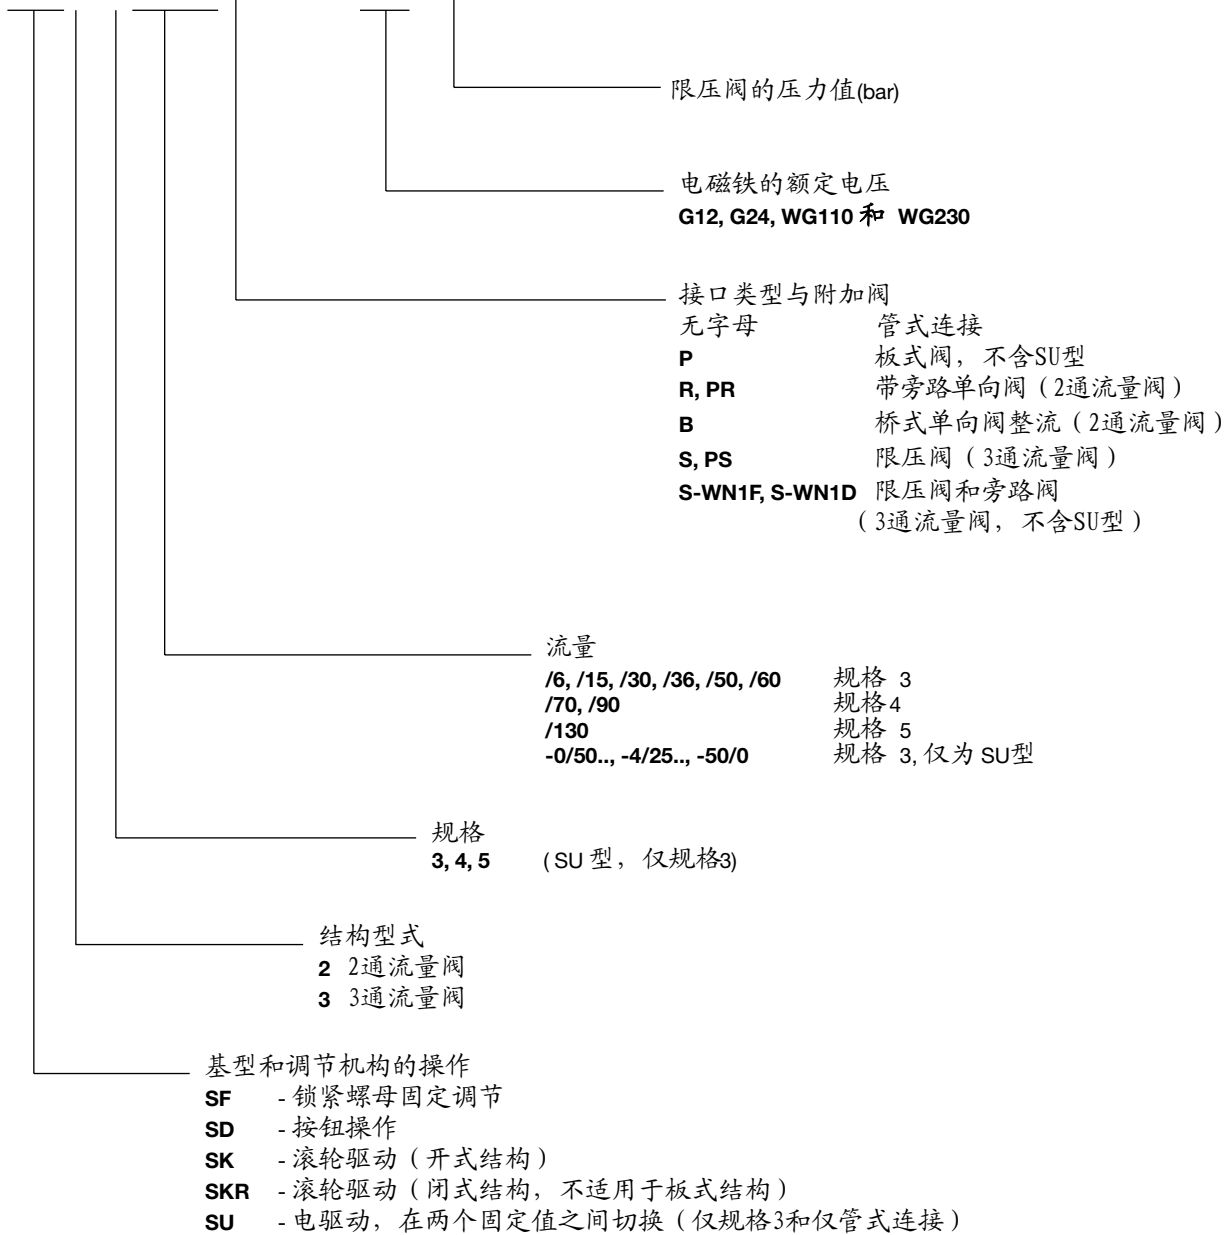 限压阀的压力值(bar)
电磁铁的额定电压
G12, G24, WG110 和 WG230
接口类型与附加阀
无字母 管式连接
P 板式阀，不含SU型
R, PR 带旁路单向阀（2通流量阀）
B 桥式单向阀整流（2通流量阀）
S, PS 限压阀（3通流量阀）
S-WN1F, S-WN1D 限压阀和旁路阀
（3通流量阀，不含SU型）
流量
/6, /15, /30, /36, /50, /60 规格 3
/70, /90 规格4
/130 规格 5
-0/50.., -4/25.., -50/0 规格 3, 仅为 SU型
规格
3, 4, 5 (SU 型，仅规格3)
结构型式
2 2通流量阀
3 3通流量阀
基型和调节机构的操作
SF - 锁紧螺母固定调节
SD - 按钮操作
SK - 滚轮驱动（开式结构）
SKR - 滚轮驱动（闭式结构，不适用于板式结构）
SU - 电驱动，在两个固定值之间切换（仅规格3和仅管式连接）